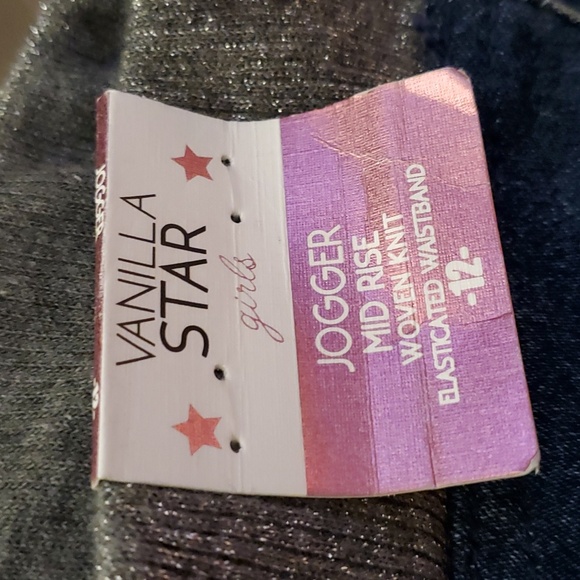 VANILLA
STAR
girls
JOGGER
MID RISE
WOVEN KNIT
ELASTICATED WAISTBAND
-12-